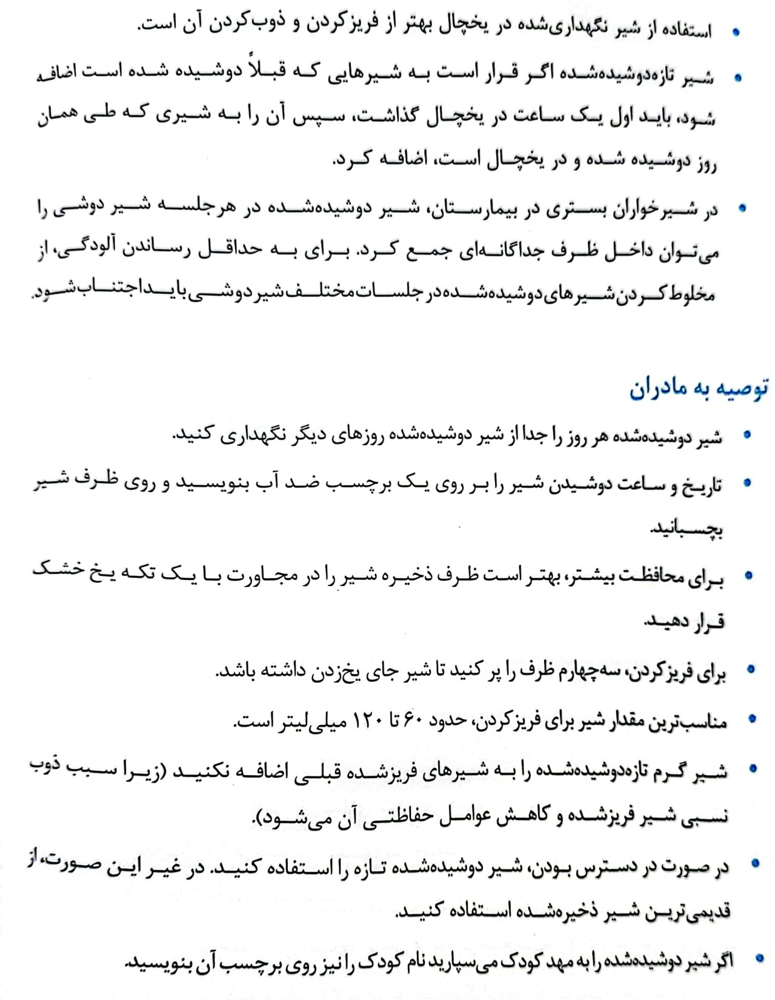 • استفاده از شیر نگهداری‌شده در یخچال بهتر از فریزکردن و ذوب‌کردن آن است.
• شیر تازه‌دوشیده‌شده اگر قرار است به شیرهایی که قبلاً دوشیده شده است اضافه
شود، باید اول یک ساعت در یخچال گذاشت، سپس آن را به شیری که طی همان
روز دوشیده شده و در یخچال است، اضافه کرد.
• در شیرخواران بستری در بیمارستان، شیر دوشیده‌شده در هر جلسه شیر دوشی را
می‌توان داخل ظرف جداگانه‌ای جمع کرد. برای به حداقل رساندن آلودگی، از
مخلوط کردن شیرهای دوشیده‌شده در جلسات مختلف شیر دوشی باید اجتناب شود.
توصیه به مادران
• شیر دوشیده‌شده هر روز را جدا از شیر دوشیده‌شده روزهای دیگر نگهداری کنید.
• تاریخ و ساعت دوشیدن شیر را بر روی یک برچسب ضد آب بنویسید و روی ظرف شیر
بچسبانید.
• برای محافظت بیشتر، بهتر است ظرف ذخیره شیر را در مجاورت با یک تکه یخ خشک
قرار دهید.
• برای فریزکردن، سه‌چهارم ظرف را پر کنید تا شیر جای یخ‌زدن داشته باشد.
• مناسب‌ترین مقدار شیر برای فریزکردن، حدود ۶۰ تا ۱۲۰ میلی‌لیتر است.
• شیر گرم تازه‌دوشیده‌شده را به شیرهای فریزشده قبلی اضافه نکنید (زیرا سبب ذوب
نسبی شیر فریزشده و کاهش عوامل حفاظتی آن می‌شود).
• در صورت در دسترس بودن، شیر دوشیده‌شده تازه را استفاده کنید. در غیر این صورت، از
قدیمی‌ترین شیر ذخیره‌شده استفاده کنید.
• اگر شیر دوشیده‌شده را به مهد کودک می‌سپارید نام کودک را نیز روی برچسب آن بنویسید.